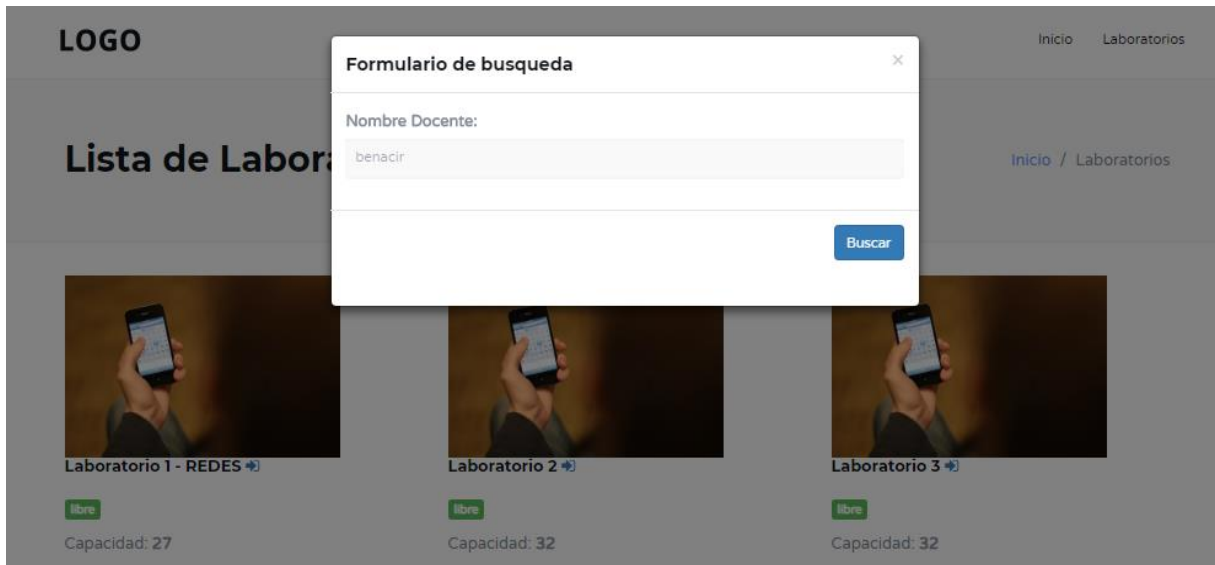 LOGO
Inicio Laboratorios
Formulario de busqueda ×
Nombre Docente:
benacir
Lista de Labora
Inicio / Laboratorios
Buscar
Laboratorio 1 - REDES
Laboratorio 2
Laboratorio 3
libre
libre
libre
Capacidad: 27
Capacidad: 32
Capacidad: 32